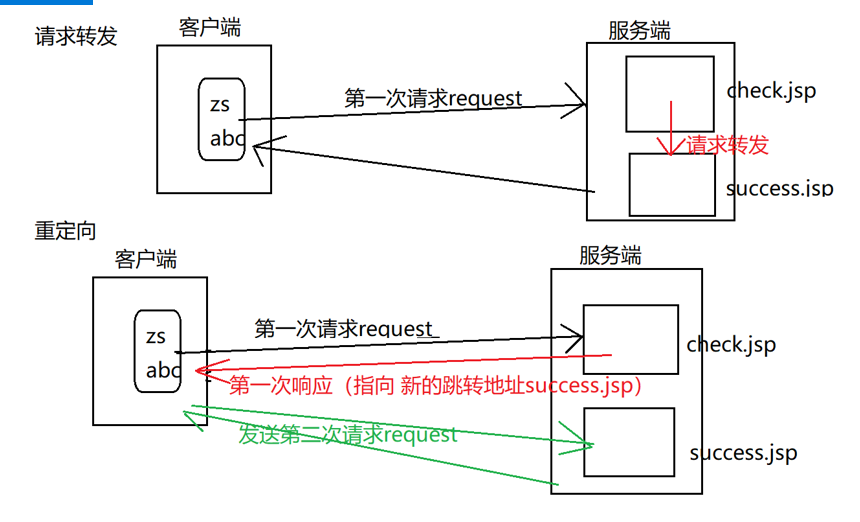 请求转发
客户端
服务端
zs
abc
第一次请求request
check.jsp
请求转发
success.jsp
重定向
客户端
服务端
zs
abc
第一次请求request
check.jsp
第一次响应（指向 新的跳转地址success.jsp）
发送第二次请求request
success.jsp